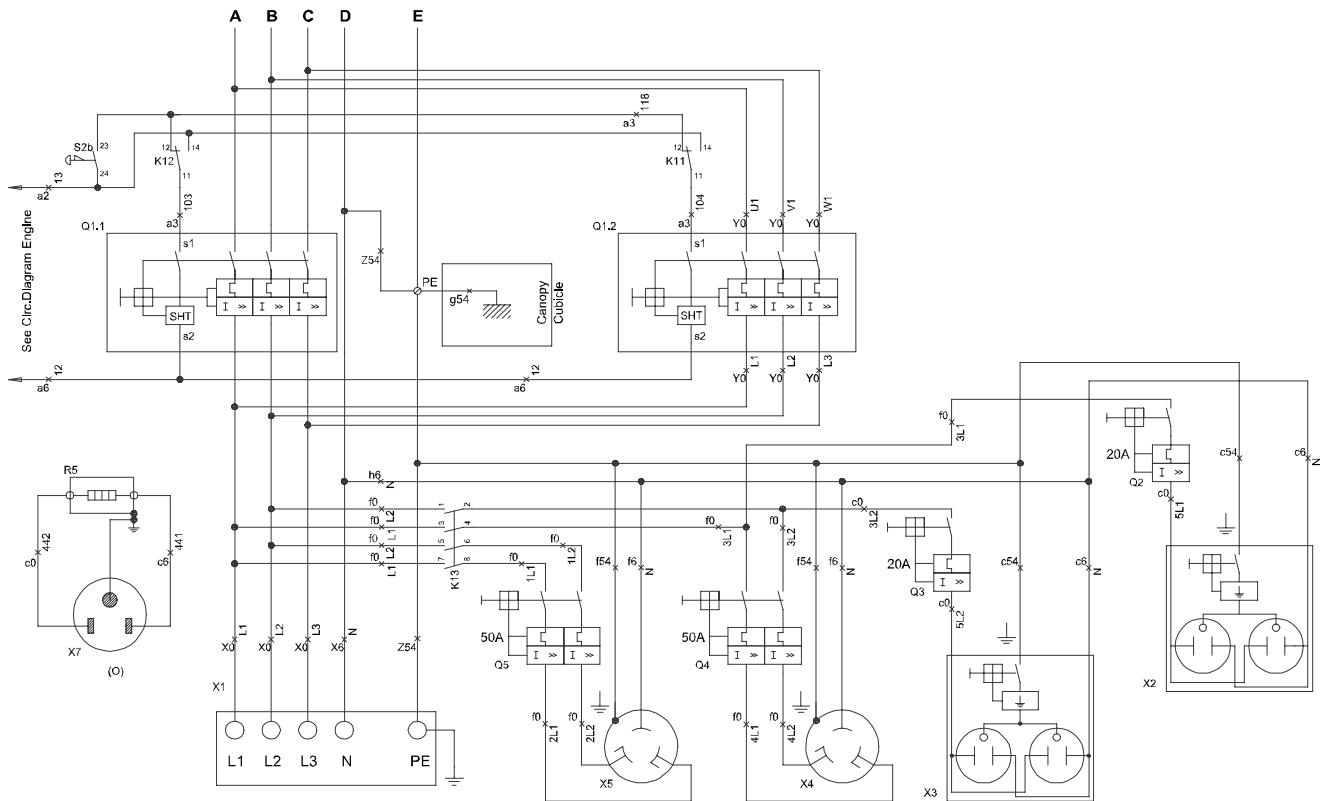 A B C D E
118
a3
S2b
23
24
12
14
K12
11
12
14
K11
11
13
a2
103
a3
104
a3
U1
Y0
V1
Y0
W1
Y0
Q1.1
Q1.2
See Circ.Diagram Engine
s1
SHT
s2
I >> I >> I >>
Z54
PE
g54
Canopy
Cubicle
s1
SHT
s2
I >> I >> I >>
12
a6
12
a6
L1
Y0
L2
Y0
L3
Y0
f0
3L1
20A
I >>
Q2
c0
5L1
c54
c6
N
R5
442
c0
441
c6
X7
(O)
h6
N
f0
L2
1
2
f0
L1
3
4
f0
L2
5
6
f0
L1
7
8
K13
f0
1L1
f0
1L2
f54
f6
N
f0
3L1
f0
3L2
f54
f6
N
c0
3L2
20A
I >>
Q3
c0
5L2
c54
c6
N
50A
I >> I >>
Q5
50A
I >> I >>
Q4
X0
L1
X0
L2
X0
L3
X6
N
Z54
X1
L1 L2 L3 N PE
f0
2L1
f0
2L2
X5
f0
4L1
f0
4L2
X4
X3
X2